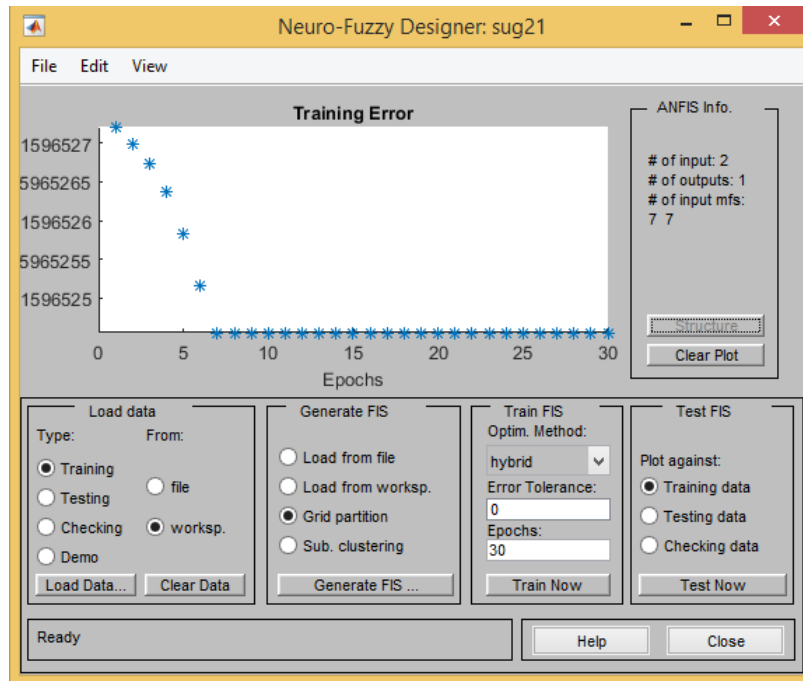 Neuro-Fuzzy Designer: sug21
File Edit View
Training Error
1596527
5965265
1596526
5965255
1596525
0 5 10 15 20 25 30
Epochs
ANFIS Info.
# of input: 2
# of outputs: 1
# of input mfs:
7 7
Structure
Clear Plot
Load data
Type: From:
Training
Testing
Checking
Demo
file
worksp.
Load Data... Clear Data
Generate FIS
Load from file
Load from worksp.
Grid partition
Sub. clustering
Generate FIS ...
Train FIS
Optim. Method:
hybrid
Error Tolerance:
0
Epochs:
30
Train Now
Test FIS
Plot against:
Training data
Testing data
Checking data
Test Now
Ready
Help Close